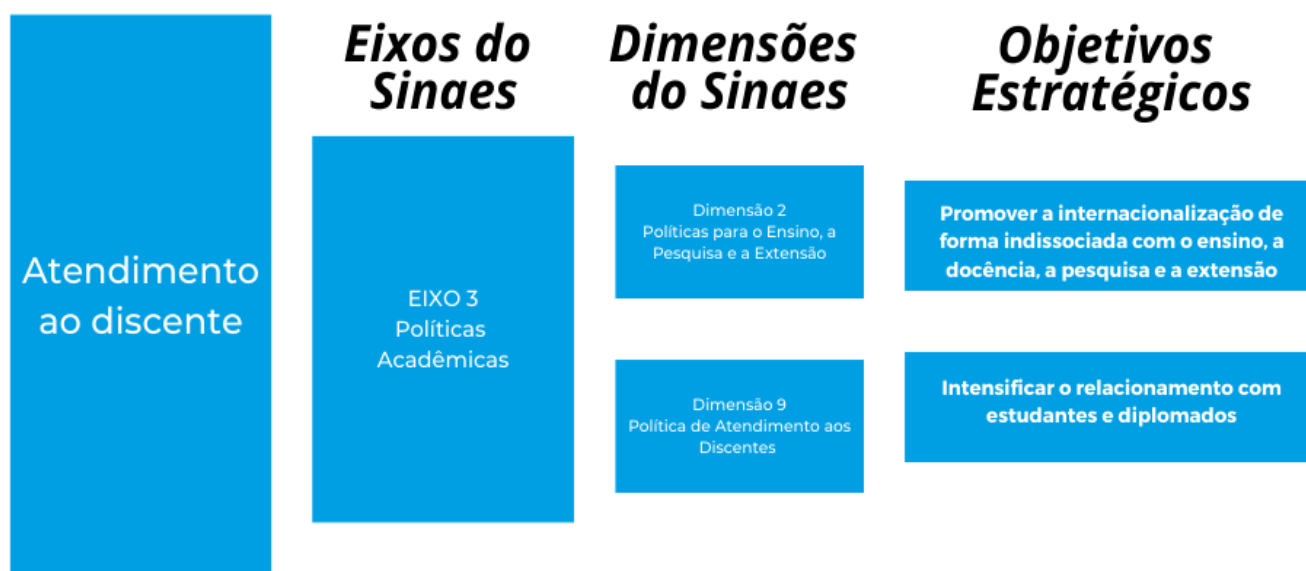 Atendimento
ao discente
Eixos do
Sinaes
EIXO 3
Políticas
Acadêmicas
Dimensões
do Sinaes
Dimensão 2
Políticas para o Ensino, a
Pesquisa e a Extensão
Dimensão 9
Política de Atendimento aos
Discentes
Objetivos
Estratégicos
Promover a internacionalização de
forma indissociada com o ensino, a
docência, a pesquisa e a extensão
Intensificar o relacionamento com
estudantes e diplomados